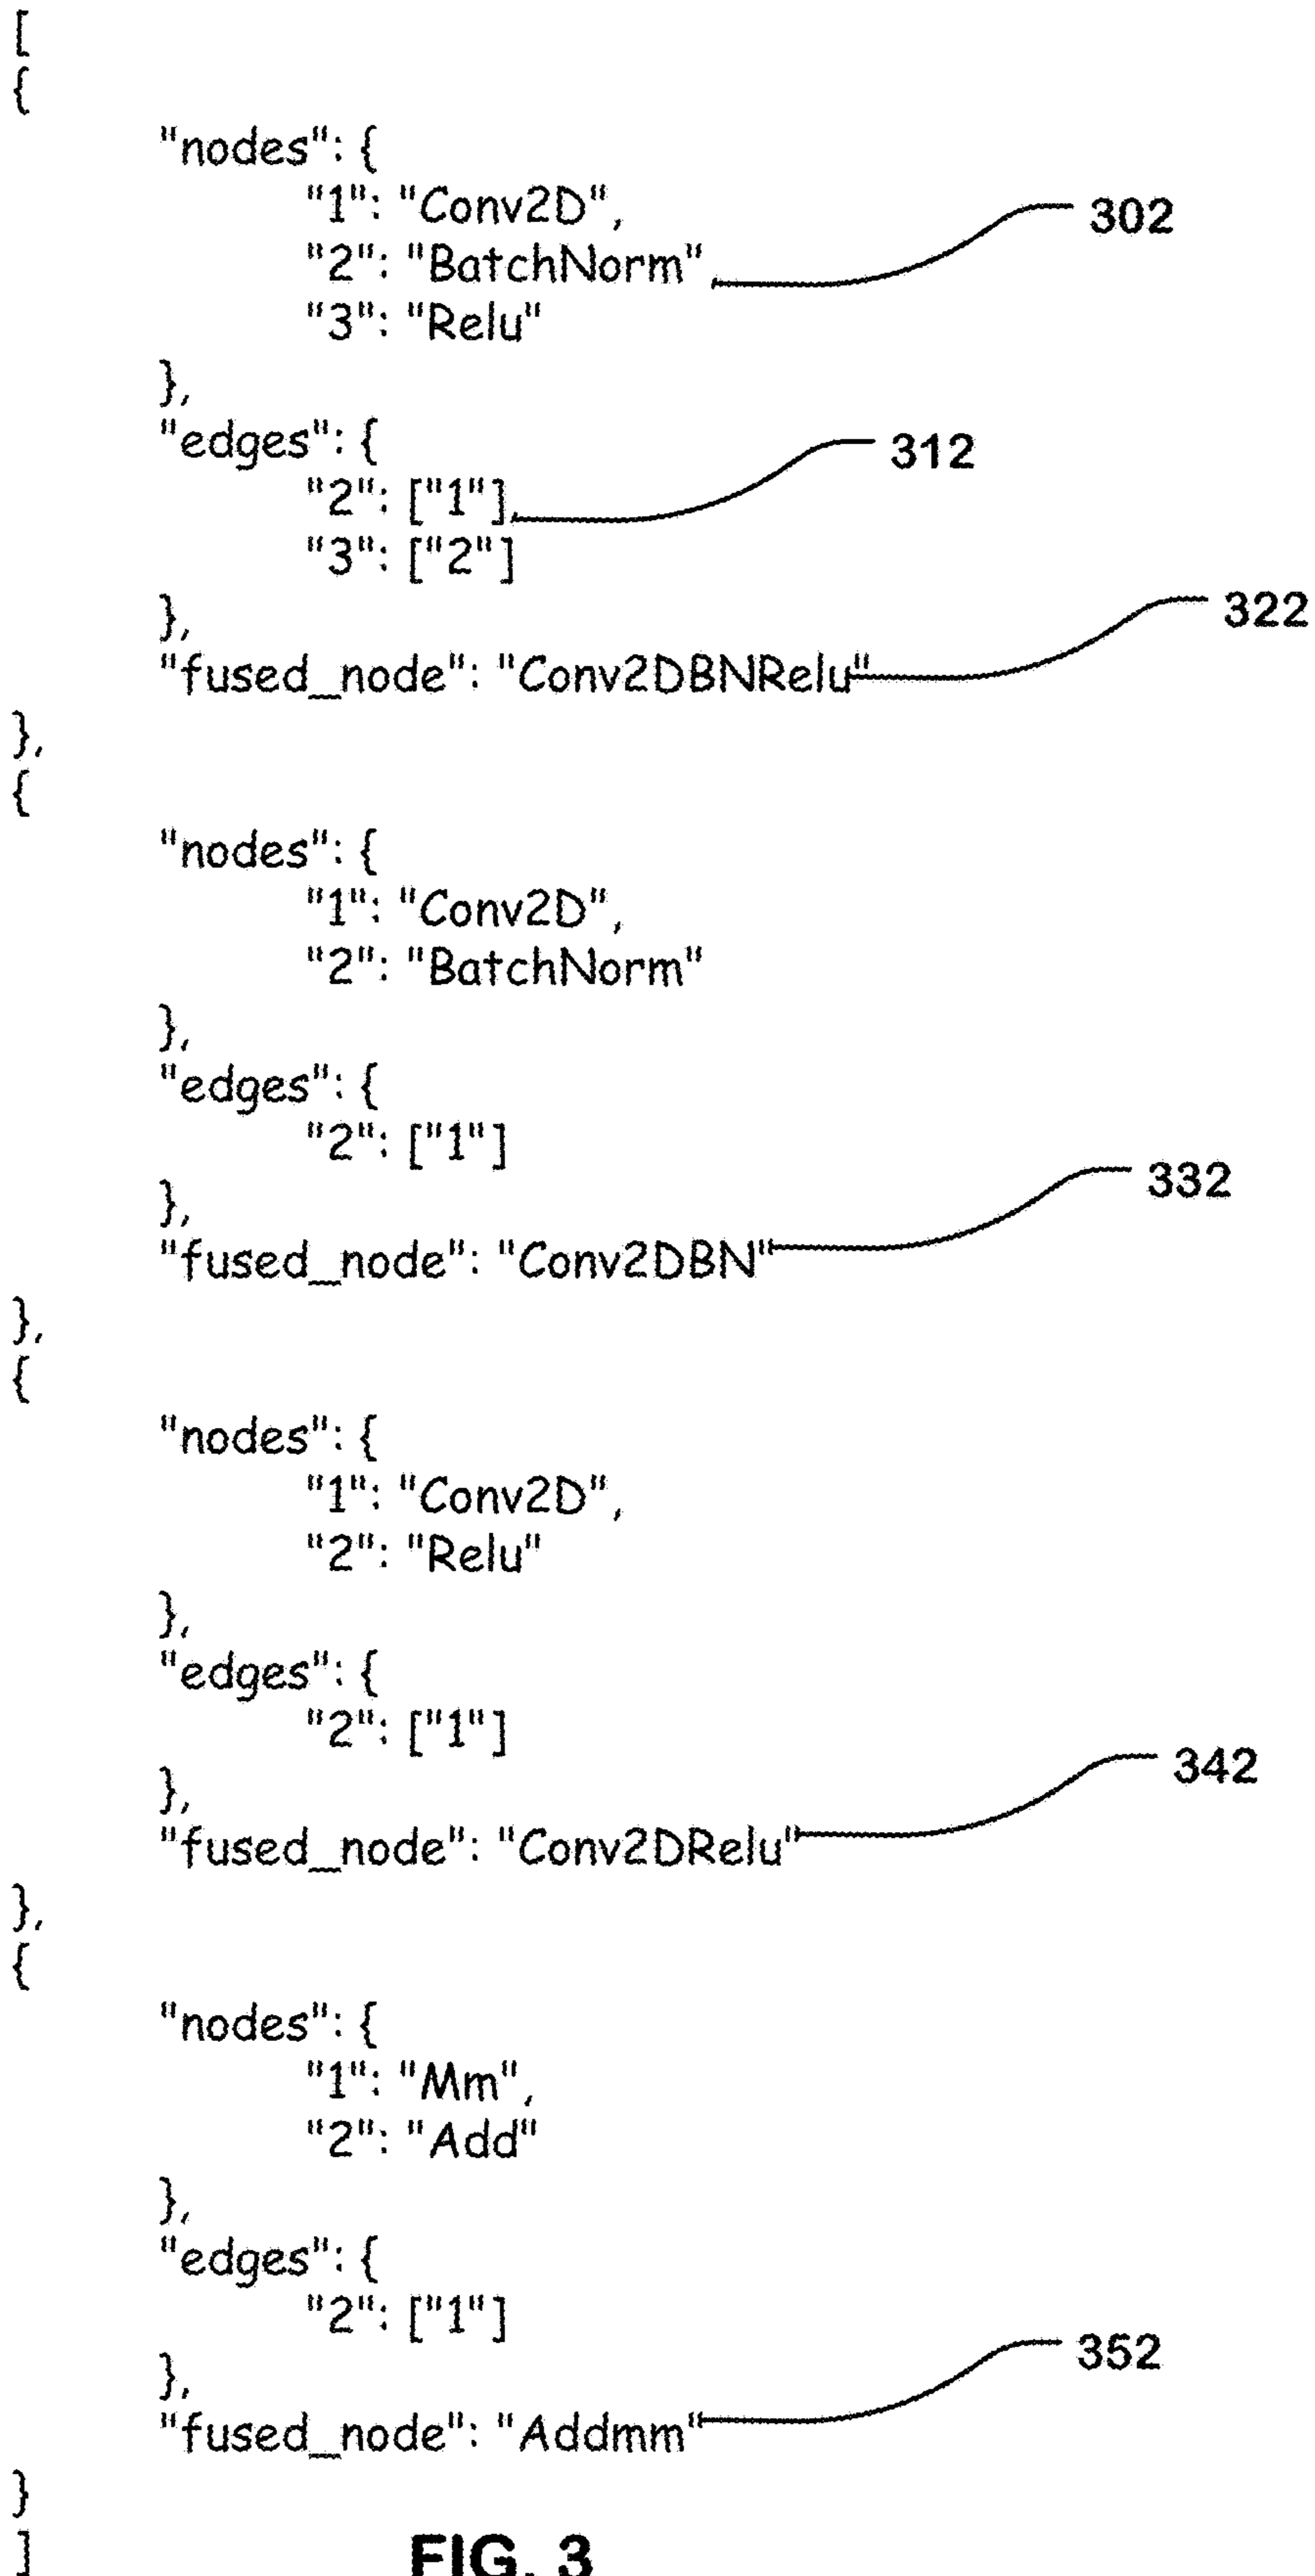 [
{
"nodes": {
"1": "Conv2D",
302
"2": "BatchNorm",
"3": "Relu"
},
"edges": {
312
"2": ["1"],
"3": ["2"]
},
322
"fused_node": "Conv2DBNRelu"
},
{
"nodes": {
"1": "Conv2D",
"2": "BatchNorm"
},
"edges": {
"2": ["1"]
},
332
"fused_node": "Conv2DBN"
},
{
"nodes": {
"1": "Conv2D",
"2": "Relu"
},
"edges": {
"2": ["1"]
},
342
"fused_node": "Conv2DRelu"
},
{
"nodes": {
"1": "Mm",
"2": "Add"
},
"edges": {
"2": ["1"]
},
352
"fused_node": "Addmm"
}
]
FIG. 3